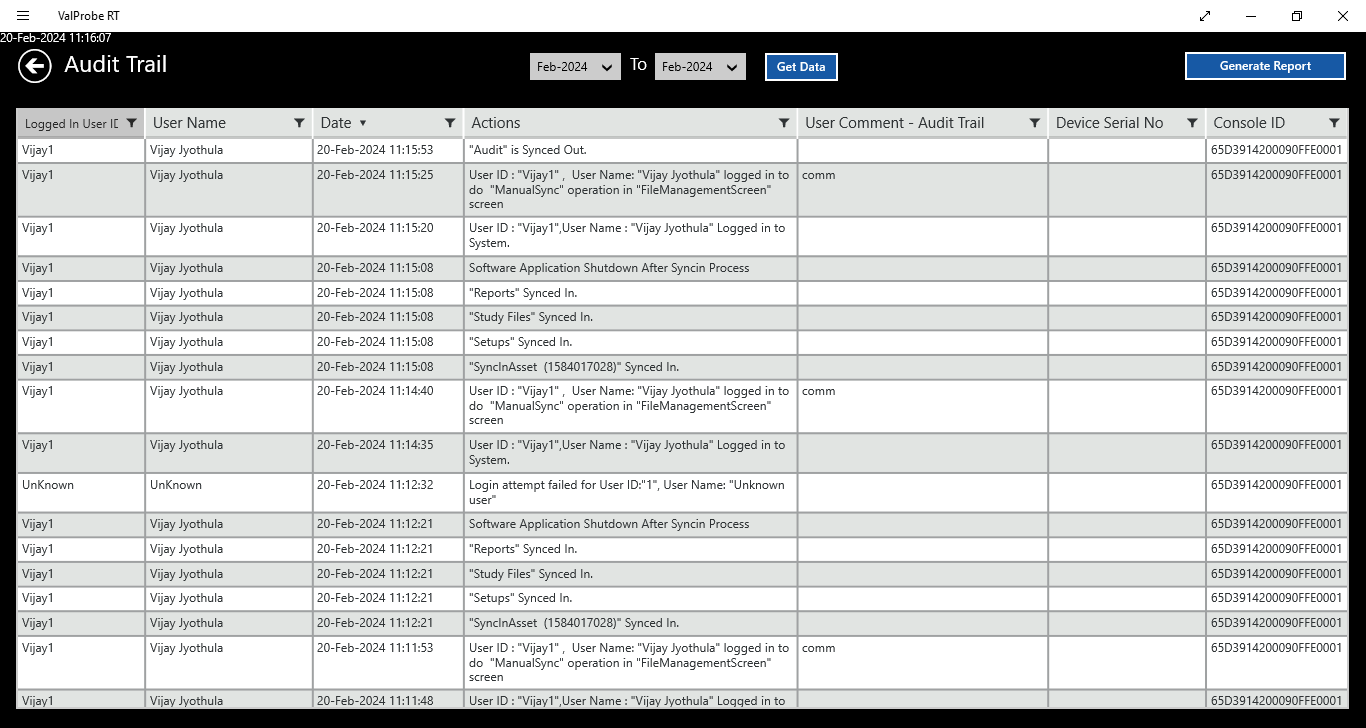 ValProbe RT
20-Feb-2024 11:16:07
Audit Trail
Feb-2024 To Feb-2024 Get Data Generate Report
Logged In User ID User Name Date Actions User Comment - Audit Trail Device Serial No Console ID
Vijay1 Vijay Jyothula 20-Feb-2024 11:15:53 "Audit" is Synced Out. 65D3914200090FFE0001
Vijay1 Vijay Jyothula 20-Feb-2024 11:15:25 User ID : "Vijay1" ,  User Name: "Vijay Jyothula" logged in to comm 65D3914200090FFE0001
do  "ManualSync" operation in "FileManagementScreen"
screen
Vijay1 Vijay Jyothula 20-Feb-2024 11:15:20 User ID : "Vijay1",User Name : "Vijay Jyothula" Logged in to 65D3914200090FFE0001
System.
Vijay1 Vijay Jyothula 20-Feb-2024 11:15:08 Software Application Shutdown After Syncin Process 65D3914200090FFE0001
Vijay1 Vijay Jyothula 20-Feb-2024 11:15:08 "Reports" Synced In. 65D3914200090FFE0001
Vijay1 Vijay Jyothula 20-Feb-2024 11:15:08 "Study Files" Synced In. 65D3914200090FFE0001
Vijay1 Vijay Jyothula 20-Feb-2024 11:15:08 "Setups" Synced In. 65D3914200090FFE0001
Vijay1 Vijay Jyothula 20-Feb-2024 11:15:08 "SyncInAsset  (1584017028)" Synced In. 65D3914200090FFE0001
Vijay1 Vijay Jyothula 20-Feb-2024 11:14:40 User ID : "Vijay1" ,  User Name: "Vijay Jyothula" logged in to comm 65D3914200090FFE0001
do  "ManualSync" operation in "FileManagementScreen"
screen
Vijay1 Vijay Jyothula 20-Feb-2024 11:14:35 User ID : "Vijay1",User Name : "Vijay Jyothula" Logged in to 65D3914200090FFE0001
System.
UnKnown UnKnown 20-Feb-2024 11:12:32 Login attempt failed for User ID:"1", User Name: "Unknown 65D3914200090FFE0001
user"
Vijay1 Vijay Jyothula 20-Feb-2024 11:12:21 Software Application Shutdown After Syncin Process 65D3914200090FFE0001
Vijay1 Vijay Jyothula 20-Feb-2024 11:12:21 "Reports" Synced In. 65D3914200090FFE0001
Vijay1 Vijay Jyothula 20-Feb-2024 11:12:21 "Study Files" Synced In. 65D3914200090FFE0001
Vijay1 Vijay Jyothula 20-Feb-2024 11:12:21 "Setups" Synced In. 65D3914200090FFE0001
Vijay1 Vijay Jyothula 20-Feb-2024 11:12:21 "SyncInAsset  (1584017028)" Synced In. 65D3914200090FFE0001
Vijay1 Vijay Jyothula 20-Feb-2024 11:11:53 User ID : "Vijay1" ,  User Name: "Vijay Jyothula" logged in to comm 65D3914200090FFE0001
do  "ManualSync" operation in "FileManagementScreen"
screen
Vijay1 Vijay Jyothula 20-Feb-2024 11:11:48 User ID : "Vijay1",User Name : "Vijay Jyothula" Logged in to 65D3914200090FFE0001